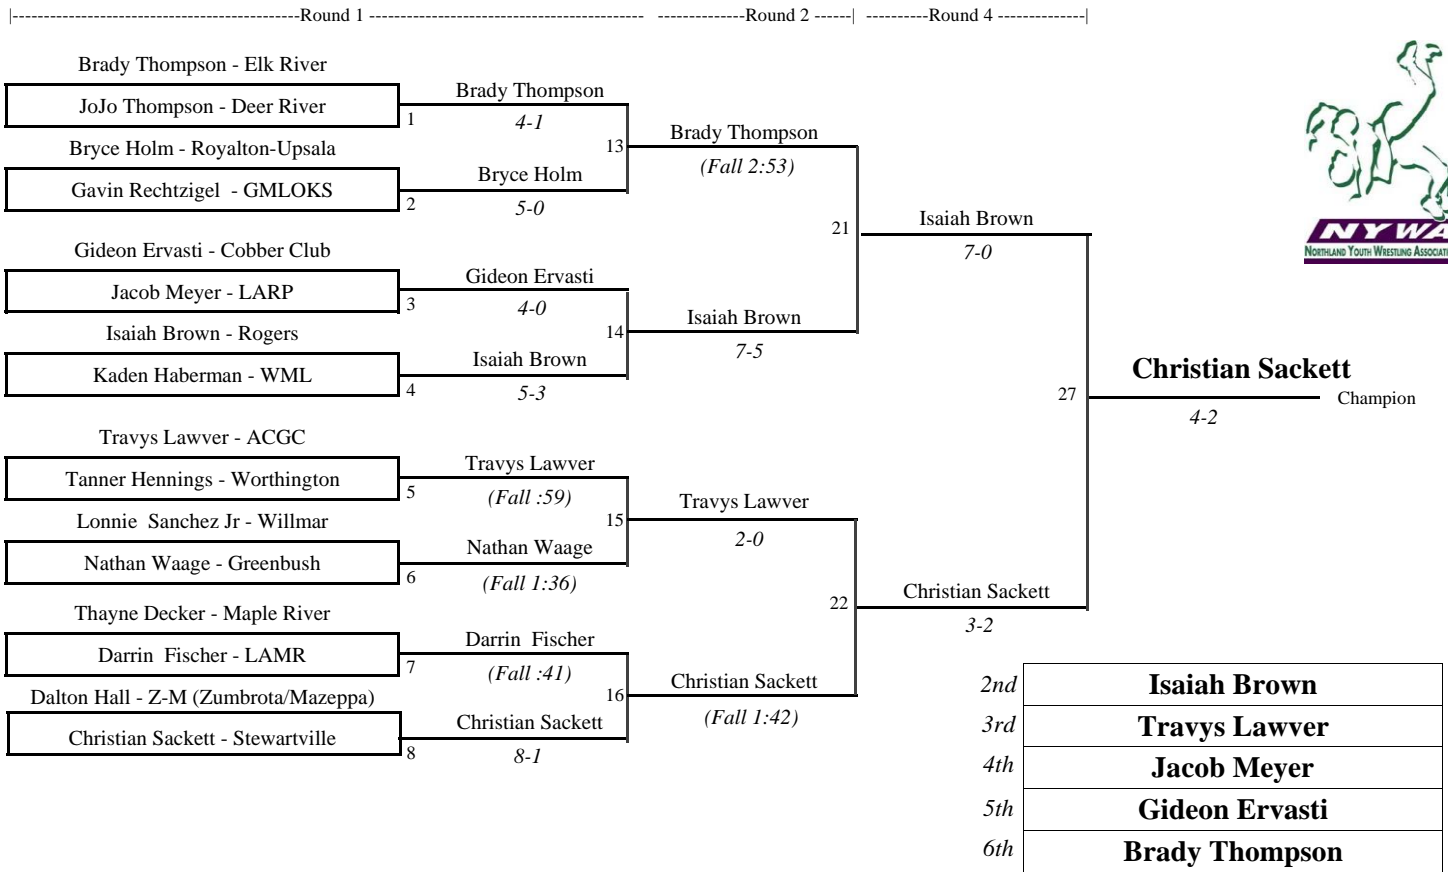 |-----------------------------------------Round 1 --------------------------------------- --------------Round 2 ------| ----------Round 4 --------------|
Brady Thompson - Elk River
JoJo Thompson - Deer River
1
Bryce Holm - Royalton-Upsala
Gavin Rechtzigel - GMLOKS
2
Gideon Ervasti - Cobber Club
Jacob Meyer - LARP
3
Isaiah Brown - Rogers
Kaden Haberman - WML
4
Travys Lawver - ACGC
Tanner Hennings - Worthington
5
Lonnie Sanchez Jr - Willmar
Nathan Waage - Greenbush
6
Thayne Decker - Maple River
Darrin Fischer - LAMR
7
Dalton Hall - Z-M (Zumbrota/Mazeppa)
Christian Sackett - Stewartville
8
Brady Thompson
4-1
13
Bryce Holm
5-0
Gideon Ervasti
4-0
14
Isaiah Brown
5-3
Travys Lawver
(Fall :59)
15
Nathan Waage
(Fall 1:36)
Darrin Fischer
(Fall :41)
16
Christian Sackett
8-1
Brady Thompson
(Fall 2:53)
21
Isaiah Brown
7-5
Travys Lawver
2-0
22
Christian Sackett
(Fall 1:42)
Isaiah Brown
7-0
27
Christian Sackett
3-2
Christian Sackett
Champion
4-2
NYWA
NORTHLAND YOUTH WRESTLING
2nd Isaiah Brown
3rd Travys Lawver
4th Jacob Meyer
5th Gideon Ervasti
6th Brady Thompson